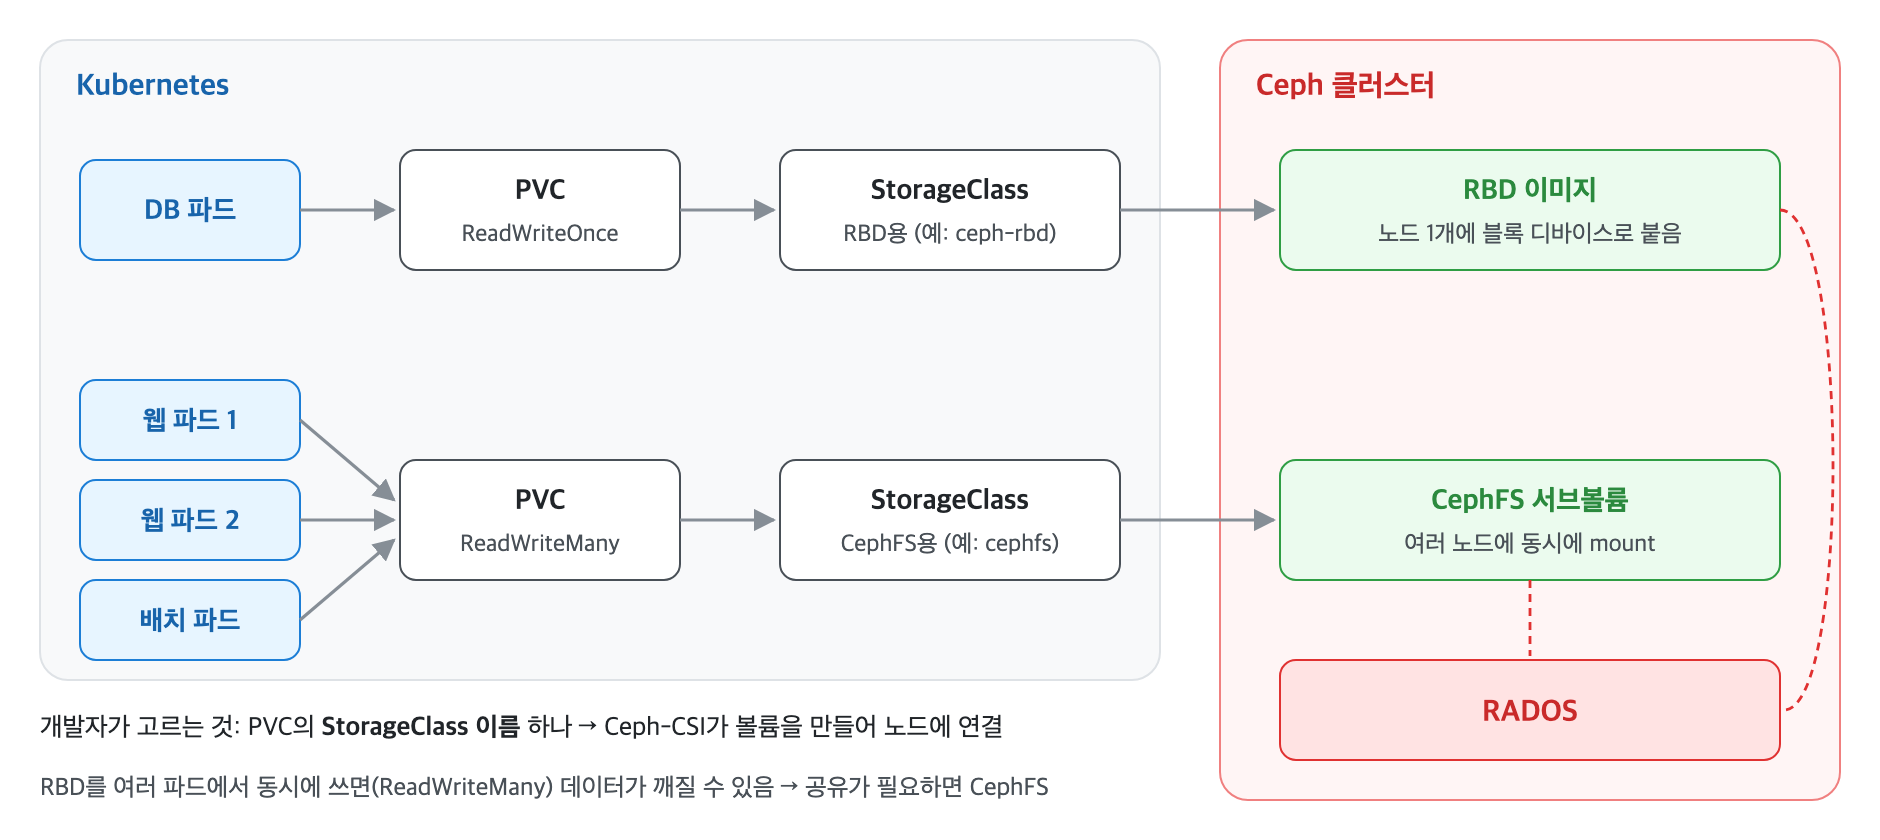 Kubernetes
Ceph 클러스터
DB 파드
PVC
ReadWriteOnce
StorageClass
RBD용 (예: ceph-rbd)
RBD 이미지
노드 1개에 블록 디바이스로 붙음
웹 파드 1
웹 파드 2
배치 파드
PVC
ReadWriteMany
StorageClass
CephFS용 (예: cephfs)
CephFS 서브볼륨
여러 노드에 동시에 mount
RADOS
개발자가 고르는 것: PVC의 StorageClass 이름 하나 → Ceph-CSI가 볼륨을 만들어 노드에 연결
RBD를 여러 파드에서 동시에 쓰면(ReadWriteMany) 데이터가 깨질 수 있음 → 공유가 필요하면 CephFS